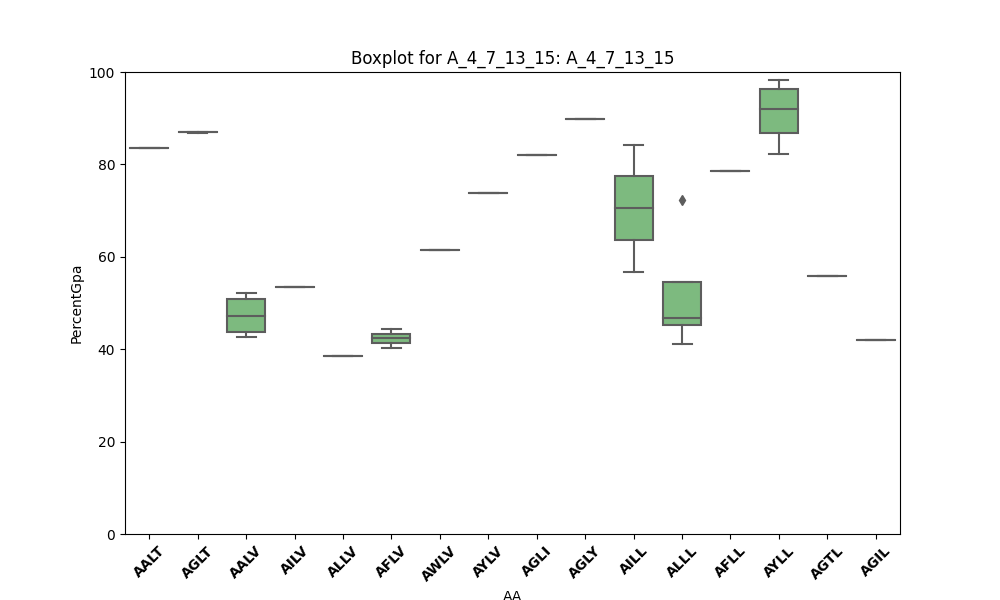 Boxplot for A_4_7_13_15: A_4_7_13_15
100
80
60
40
20
0
PercentGpa
AALT AGLT AALV AILV ALLV AFLV AWLV AYLV AGLI AGLY AILL ALLL AFLL AYLL AGTL AGIL
AA